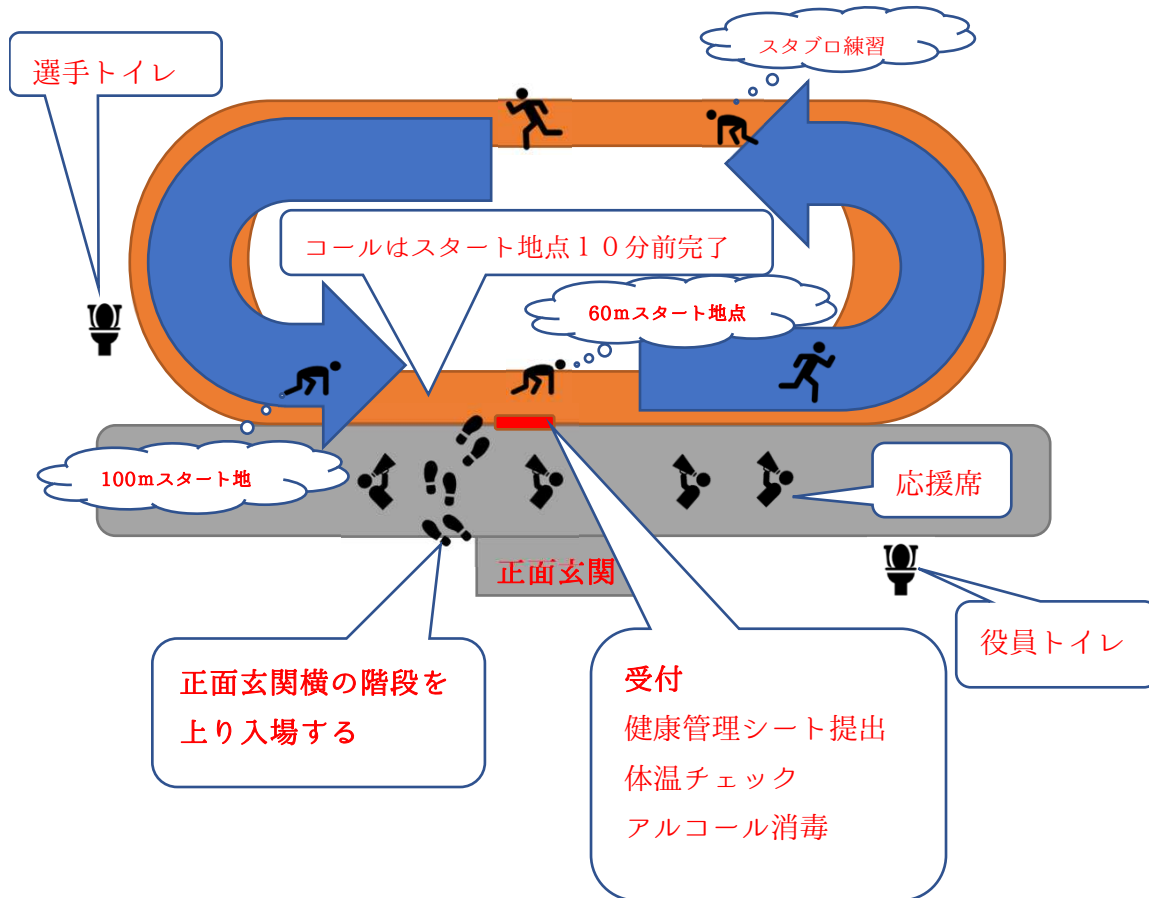 スタブロ練習
選手トイレ
コールはスタート地点１０分前完了
60mスタート地点
100mスタート地
応援席
正面玄関
役員トイレ
正面玄関横の階段を
上り入場する
受付
健康管理シート提出
体温チェック
アルコール消毒